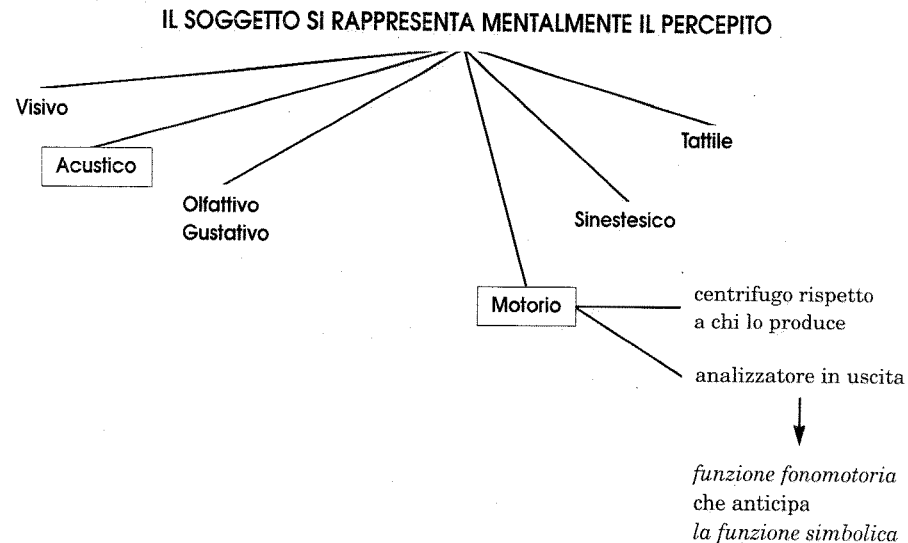 IL SOGGETTO SI RAPPRESENTA MENTALMENTE IL PERCEPITO
Visivo
Acustico
Olfattivo
Gustativo
Tattile
Sinestesico
Motorio
centrifugo rispetto
a chi lo produce
analizzatore in uscita
funzione fonomotoria
che anticipa
la funzione simbolica